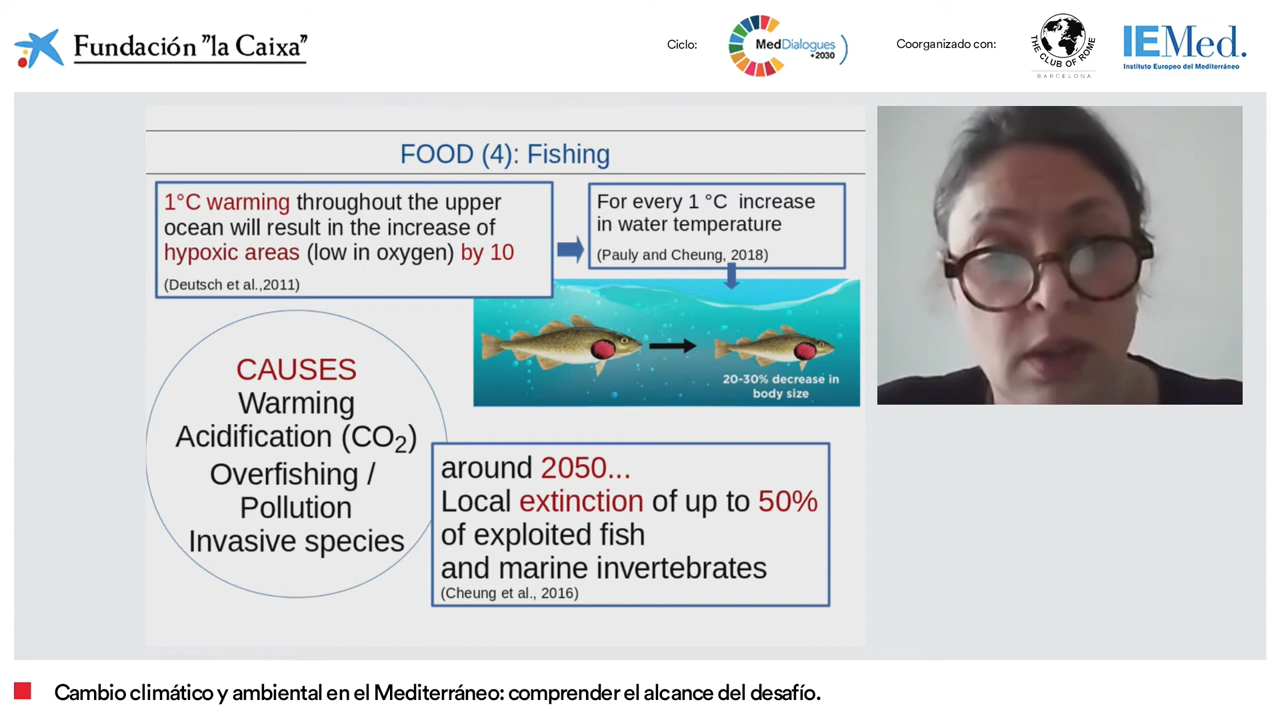 Fundación "la Caixa"
Ciclo:
MedDialogues
+2030
Coorganizado con:
THE CLUB OF ROME
BARCELONA
IEMed.
Instituto Europeo del Mediterráneo
FOOD (4): Fishing
1°C warming throughout the upper
ocean will result in the increase of
hypoxic areas (low in oxygen) by 10
(Deutsch et al.,2011)
For every 1 °C increase
in water temperature
(Pauly and Cheung, 2018)
20-30% decrease in
body size
CAUSES
Warming
Acidification (CO₂)
Overfishing /
Pollution
Invasive species
around 2050...
Local extinction of up to 50%
of exploited fish
and marine invertebrates
(Cheung et al., 2016)
Cambio climático y ambiental en el Mediterráneo: comprender el alcance del desafío.